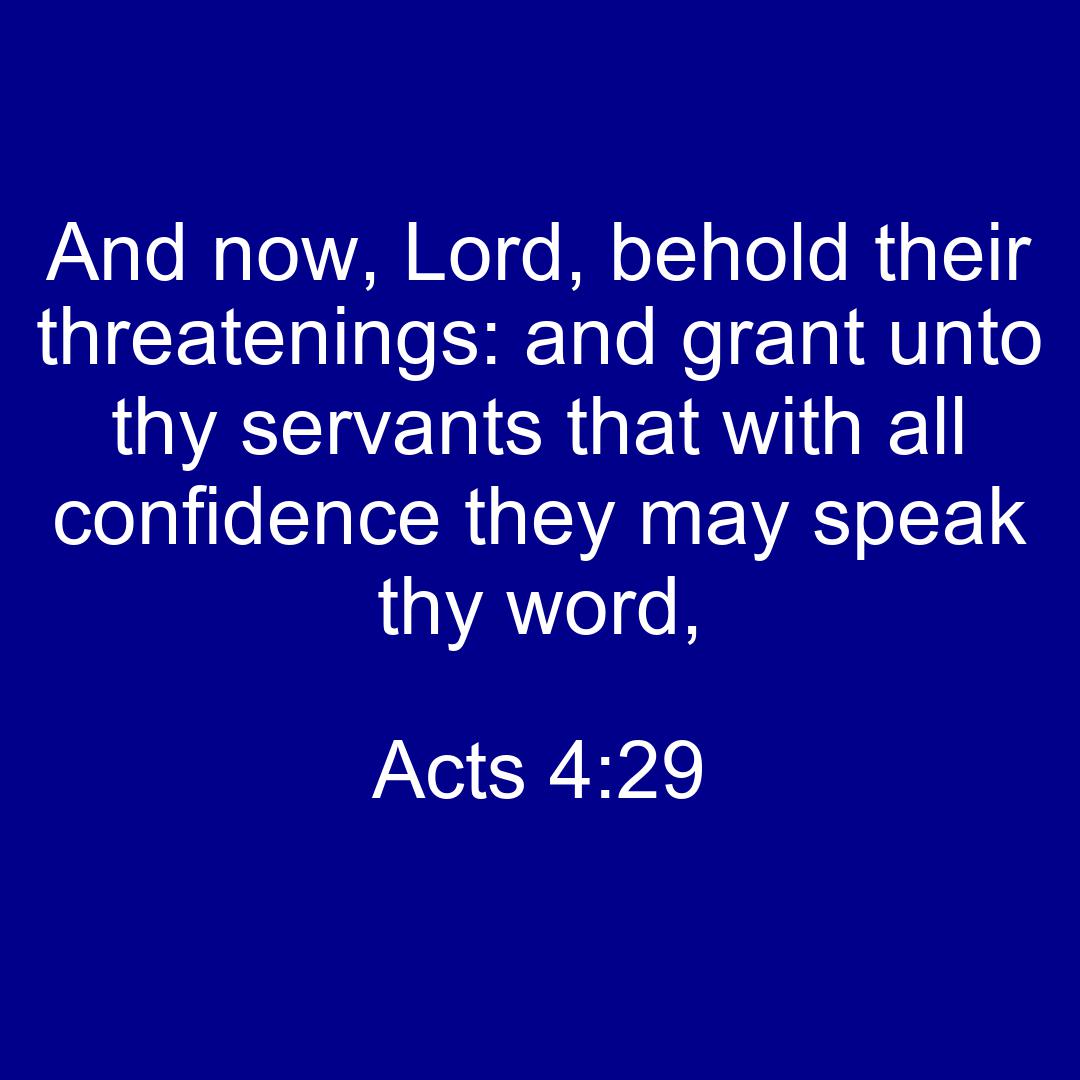 And now, Lord, behold their
threatenings: and grant unto
thy servants that with all
confidence they may speak
thy word,
Acts 4:29